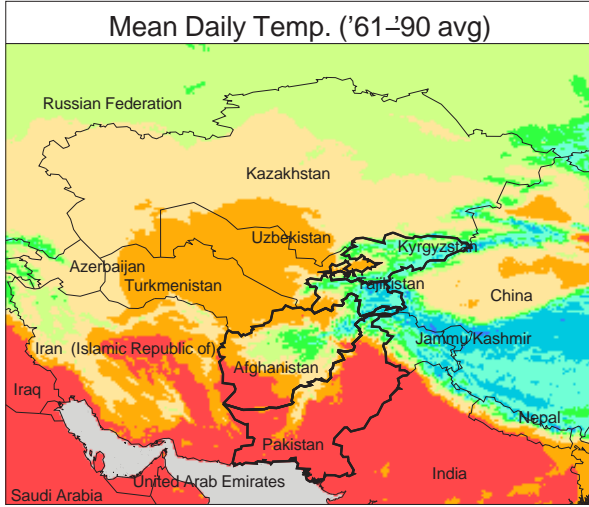 Mean Daily Temp. (’61–’90 avg)
Russian Federation
Kazakhstan
Uzbekistan
Kyrgyzstan
Azerbaijan
Turkmenistan
Tajikistan
China
Iran (Islamic Republic of)
Jammu/Kashmir
Afghanistan
Iraq
Nepal
Pakistan
India
United Arab Emirates
Saudi Arabia